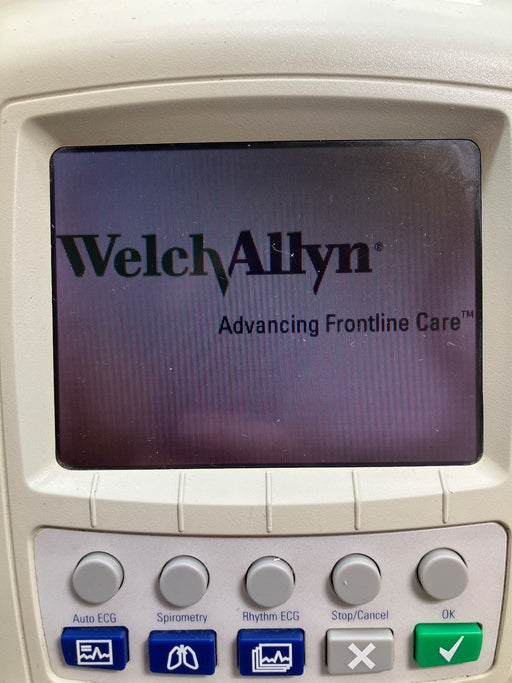 WelchAllyn®
Advancing Frontline Care™
Auto ECG Spirometry Rhythm ECG Stop/Cancel OK